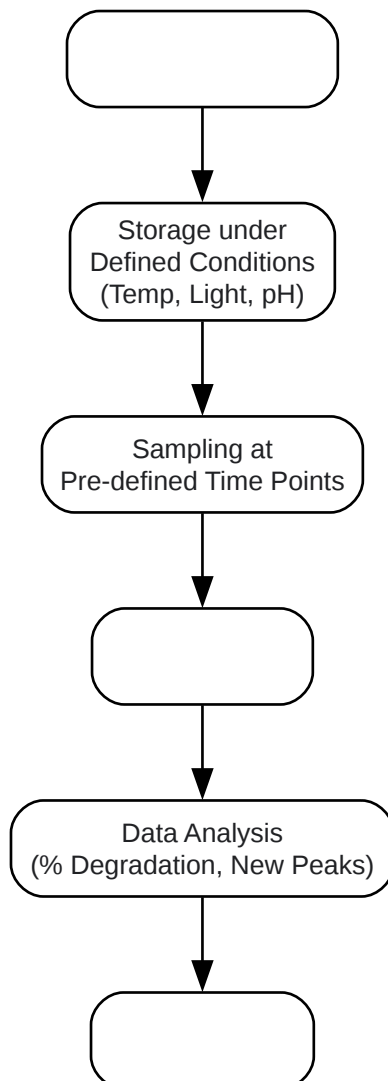 Storage under
Defined Conditions
(Temp, Light, pH)
Sampling at
Pre-defined Time Points
Data Analysis
(% Degradation, New Peaks)